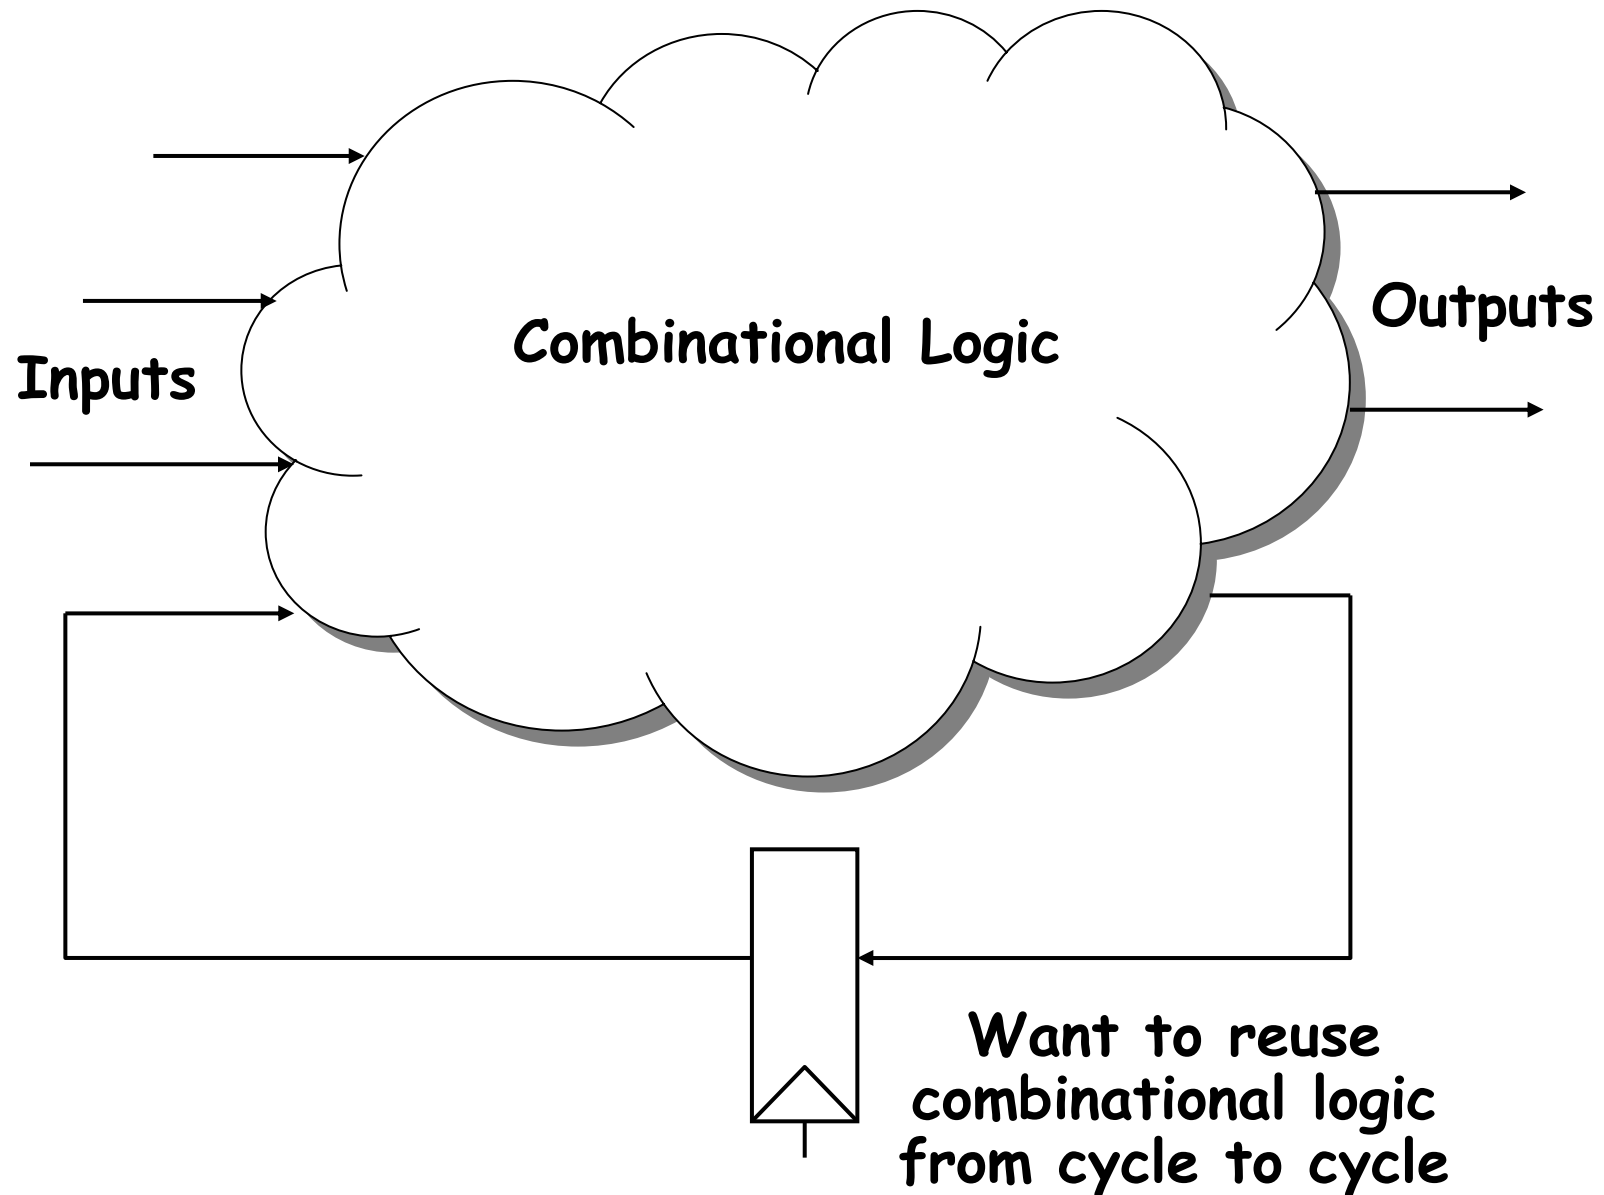 Combinational Logic
Inputs
Outputs
Want to reuse
combinational logic
from cycle to cycle